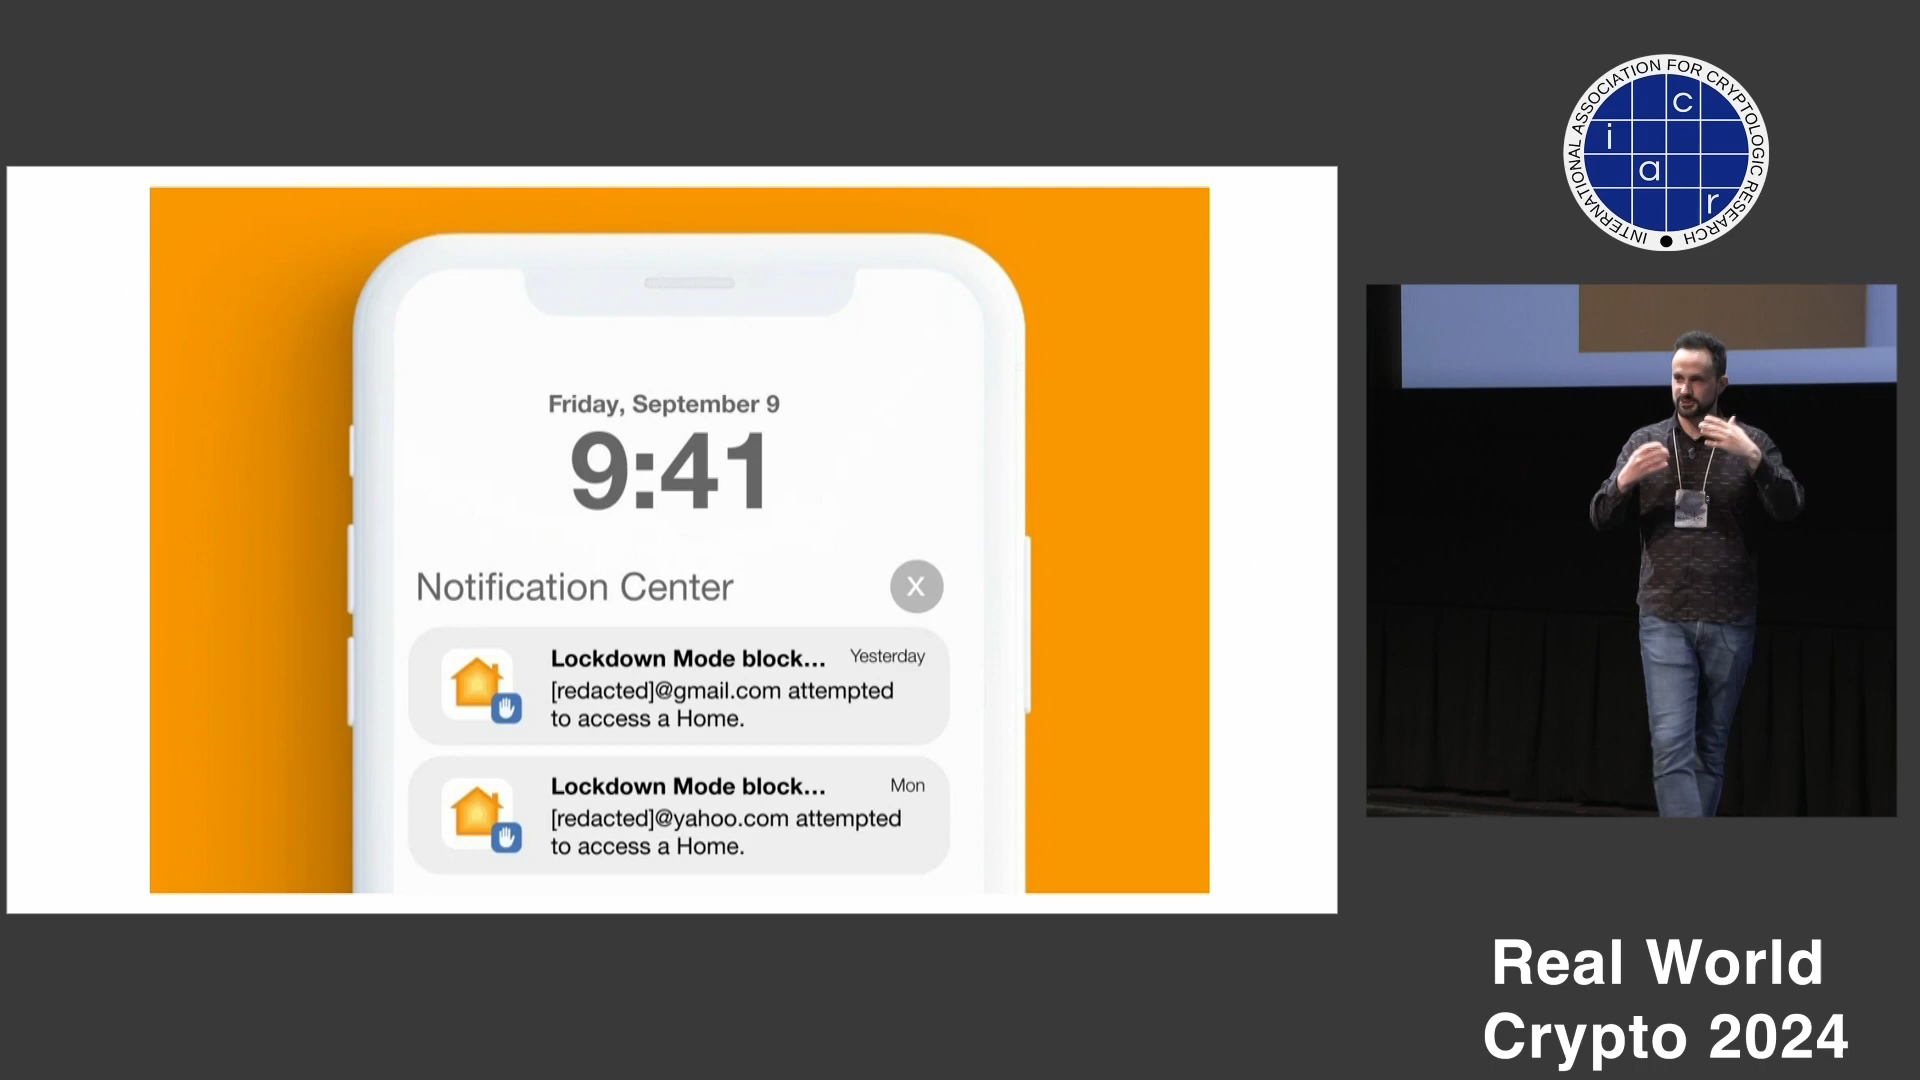 Friday, September 9
9:41
Notification Center
X
Lockdown Mode block...
Yesterday
[redacted]@gmail.com attempted
to access a Home.
Lockdown Mode block...
Mon
[redacted]@yahoo.com attempted
to access a Home.
INTERNATIONAL ASSOCIATION FOR CRYPTOLOGIC RESEARCH
i a c r
Real World
Crypto 2024